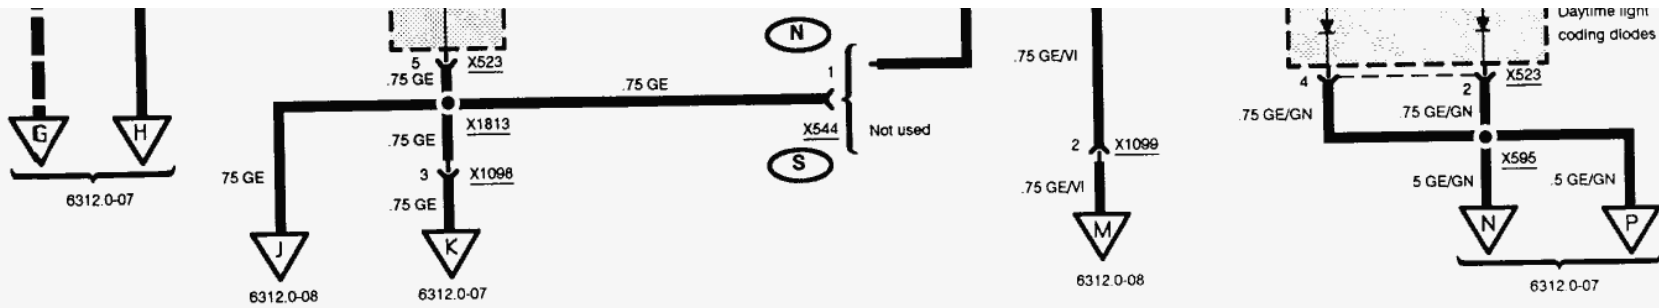 Daytime light
coding diodes
N
5
X523
.75 GE
.75 GE
1
X1813
.75 GE
X544
Not used
S
75 GE
3
X1098
.75 GE
.75 GE/VI
2
X1099
.75 GE/VI
4
2
X523
.75 GE/GN
.75 GE/GN
X595
5 GE/GN
.5 GE/GN
G
H
J
K
M
N
P
6312.0-07
6312.0-08
6312.0-07
6312.0-08
6312.0-07